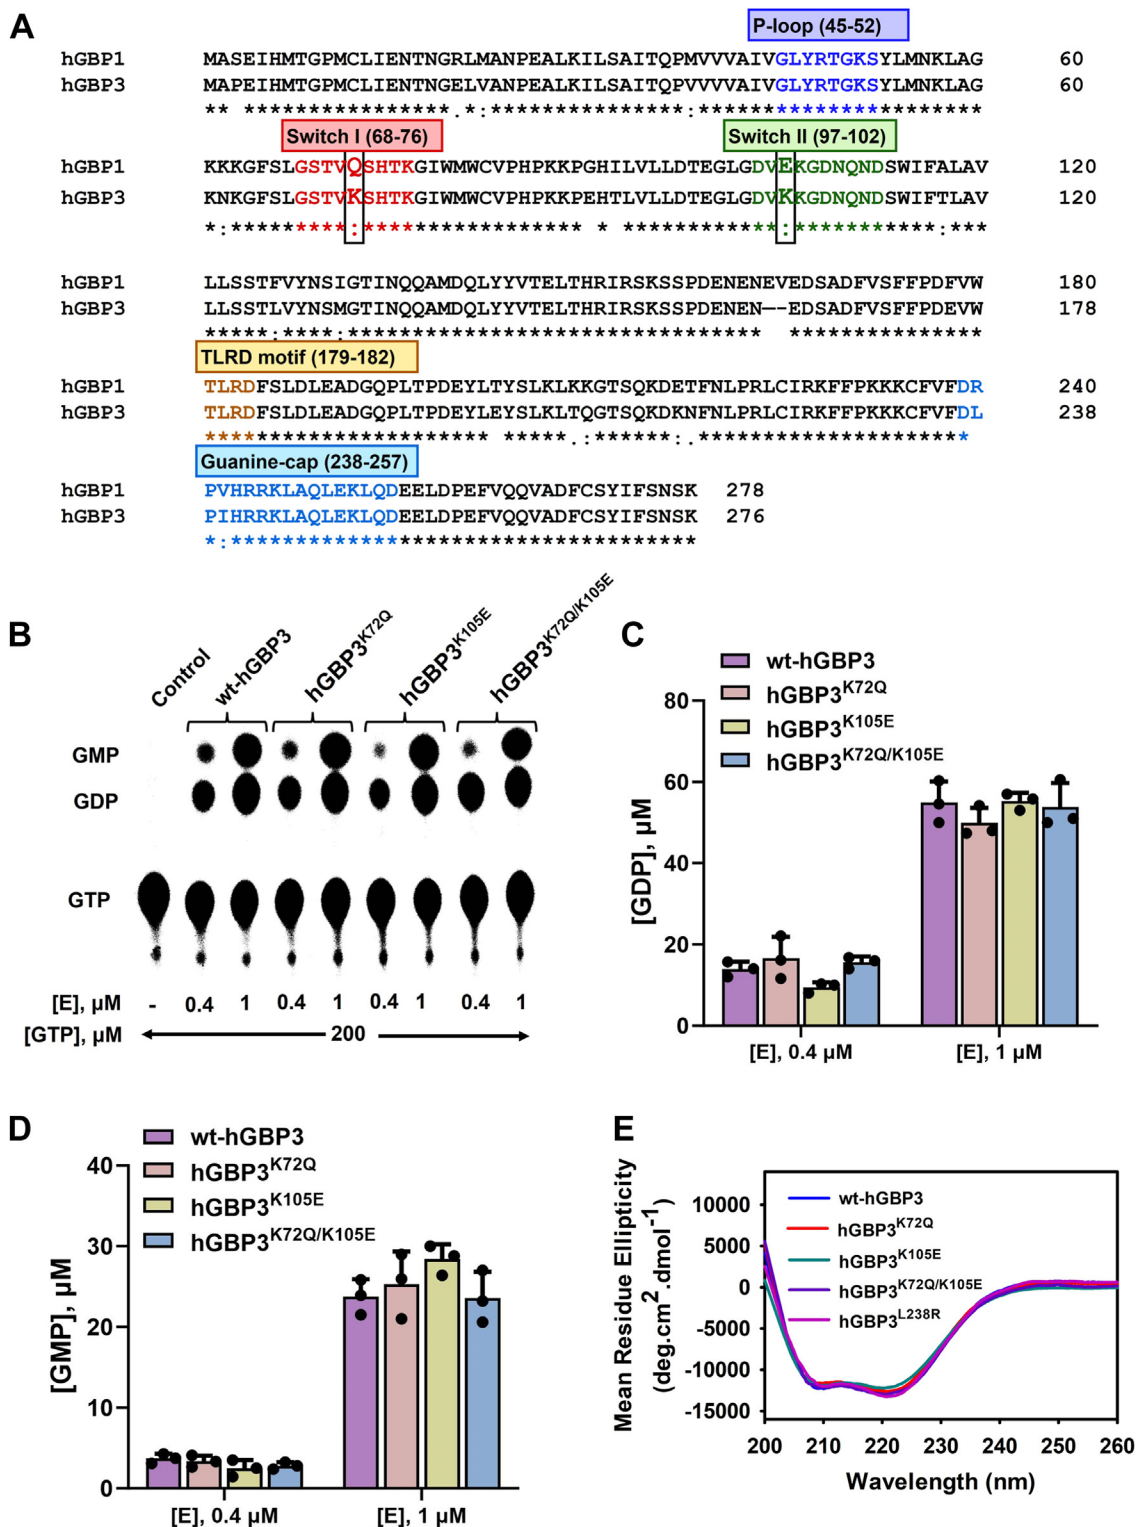 A
P-loop (45-52)
hGBP1 MASEIHMTGPMCLIENTNGRLMANPEALKILSAITQPMVVVAIVGLYRTGKSYLMNKLAG 60
hGBP3 MAPEIHMTGPMCLIENTNGELVANPEALKILSAITQPVVVVAIVGLYRTGKSYLMNKLAG 60
** ****************.*:***************:**********************
Switch I (68-76) Switch II (97-102)
hGBP1 KKKGFSLGSTVQSHTKGIWMWCVPHPKKPGHILVLLDTEGLGDVEKGDNQNDSWIFALAV 120
hGBP3 KNKGFSLGSTVKSHTKGIWMWCVPHPKKPEHTLVLLDTEGLGDVKKGDNQNDSWIFTLAV 120
*:*********:***************** * ************:***********:***
hGBP1 LLSSTFVYNSIGTINQQAMDQLYYVTELTHRIRSKSSPDENENEVEDSADFVSFFPDFVW 180
hGBP3 LLSSTLVYNSMGTINQQAMDQLYYVTELTHRIRSKSSPDENEN––EDSADFVSFFPDEVW 178
*****:****:******************************** ***************
TLRD motif (179-182)
hGBP1 TLRDFSLDLEADGQPLTPDEYLTYSLKLKKGTSQKDETFNLPRLCIRKFFPKKKCFVFDR 240
hGBP3 TLRDFSLDLEADGQPLTPDEYLEYSLKLTQGTSQKDKNFNLPRLCIRKFFPKKKCFVFDL 238
********************** *****.:******:.*********************
Guanine-cap (238-257)
hGBP1 PVHRRKLAQLEKLQDEELDPEFVQQVADFCSYIFSNSK 278
hGBP3 PIHRRKLAQLEKLQDEELDPEFVQQVADFCSYIFSNSK 276
*:************************************
B
Control wt-hGBP3 hGBP3K72Q hGBP3K105E hGBP3K72Q/K105E
GMP
GDP
GTP
[E], µM - 0.4 1 0.4 1 0.4 1 0.4 1
[GTP], µM 200
C
wt-hGBP3
hGBP3K72Q
hGBP3K105E
hGBP3K72Q/K105E
[GDP], µM
80
60
40
20
0
[E], 0.4 µM [E], 1 µM
D
wt-hGBP3
hGBP3K72Q
hGBP3K105E
hGBP3K72Q/K105E
[GMP], µM
40
30
20
10
0
[E], 0.4 µM [E], 1 µM
E
Mean Residue Ellipticity
(deg.cm2.dmol-1)
10000
5000
0
-5000
-10000
-15000
wt-hGBP3
hGBP3K72Q
hGBP3K105E
hGBP3K72Q/K105E
hGBP3L238R
200 210 220 230 240 250 260
Wavelength (nm)